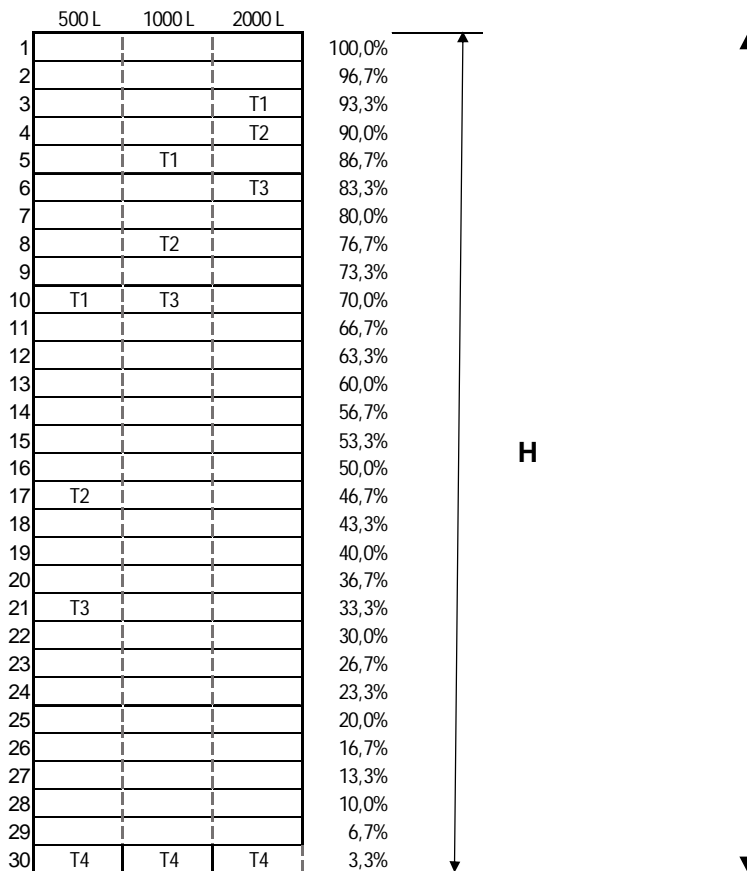 500 L 1000 L 2000 L
1 100,0%
2 96,7%
3 T1 93,3%
4 T2 90,0%
5 T1 86,7%
6 T3 83,3%
7 80,0%
8 T2 76,7%
9 73,3%
10 T1 T3 70,0%
11 66,7%
12 63,3%
13 60,0%
14 56,7%
15 53,3%
H
16 50,0%
17 T2 46,7%
18 43,3%
19 40,0%
20 36,7%
21 T3 33,3%
22 30,0%
23 26,7%
24 23,3%
25 20,0%
26 16,7%
27 13,3%
28 10,0%
29 6,7%
30 T4 T4 T4 3,3%